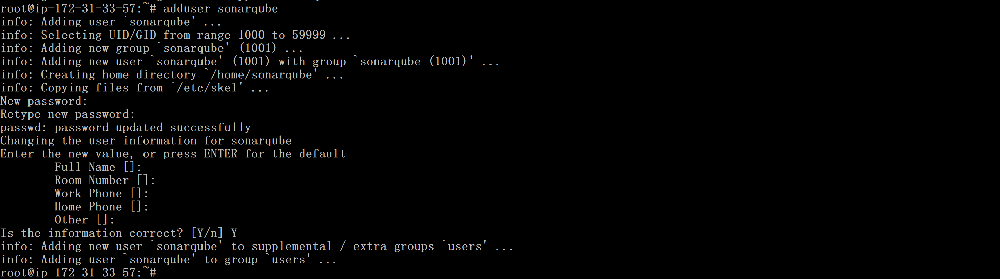 root@ip-172-31-33-57:~# adduser sonarqube
info: Adding user `sonarqube' ...
info: Selecting UID/GID from range 1000 to 59999 ...
info: Adding new group `sonarqube' (1001) ...
info: Adding new user `sonarqube' (1001) with group `sonarqube (1001)' ...
info: Creating home directory `/home/sonarqube' ...
info: Copying files from `/etc/skel' ...
New password:
Retype new password:
passwd: password updated successfully
Changing the user information for sonarqube
Enter the new value, or press ENTER for the default
        Full Name []:
        Room Number []:
        Work Phone []:
        Home Phone []:
        Other []:
Is the information correct? [Y/n] Y
info: Adding new user `sonarqube' to supplemental / extra groups `users' ...
info: Adding user `sonarqube' to group `users' ...
root@ip-172-31-33-57:~#